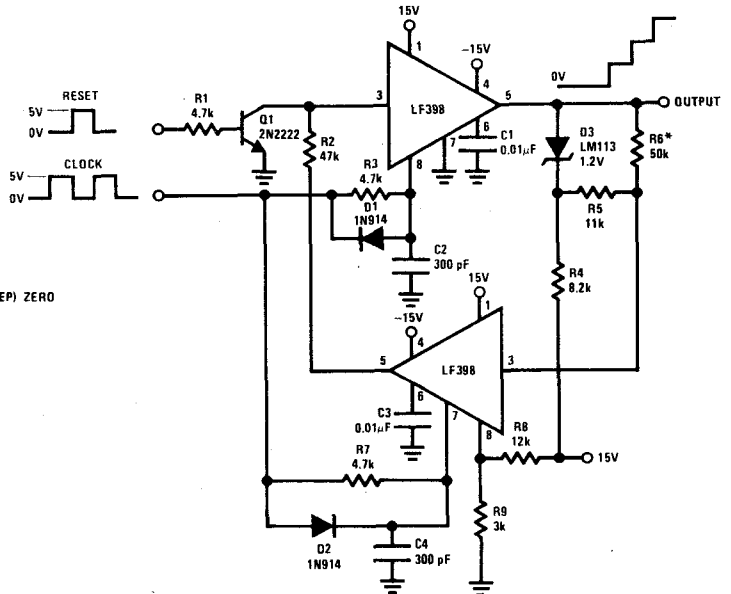 15V
-15V
1
4
0V
RESET
5V
0V
R1
4.7k
Q1
2N2222
3
LF398
5
OUTPUT
6
7
8
C1
0.01µF
D3
LM113
1.2V
R6*
50k
CLOCK
5V
0V
R2
47k
R3
4.7k
D1
1N914
C2
300 pF
R5
11k
R4
8.2k
EP) ZERO
15V
-15V
1
4
5
LF398
3
6
7
8
C3
0.01µF
R8
12k
15V
R7
4.7k
R9
3k
D2
1N914
C4
300 pF